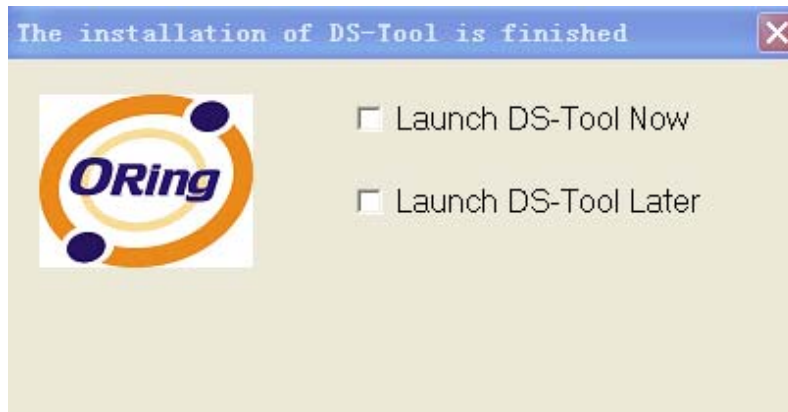 The installation of DS-Tool is finished
ORing
Launch DS-Tool Now
Launch DS-Tool Later